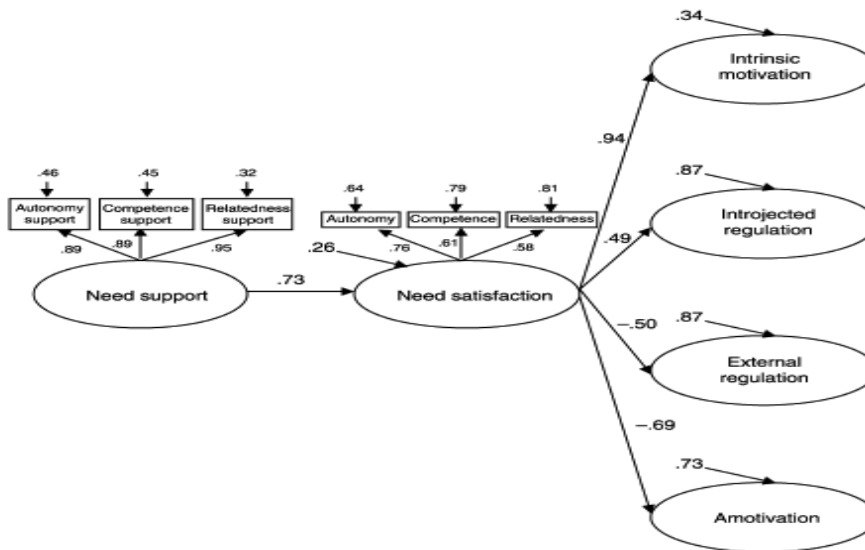 .34
Intrinsic
motivation
.94
.46 .45 .32
.87
.64 .79 .81
Autonomy
support
Competence
support
Relatedness
support
Autonomy Competence Relatedness
Introjected
regulation
.89 .89 .95
.76 .61 .58
.26
.49
Need support
.73
Need satisfaction
–.50
.87
External
regulation
–.69
.73
Amotivation